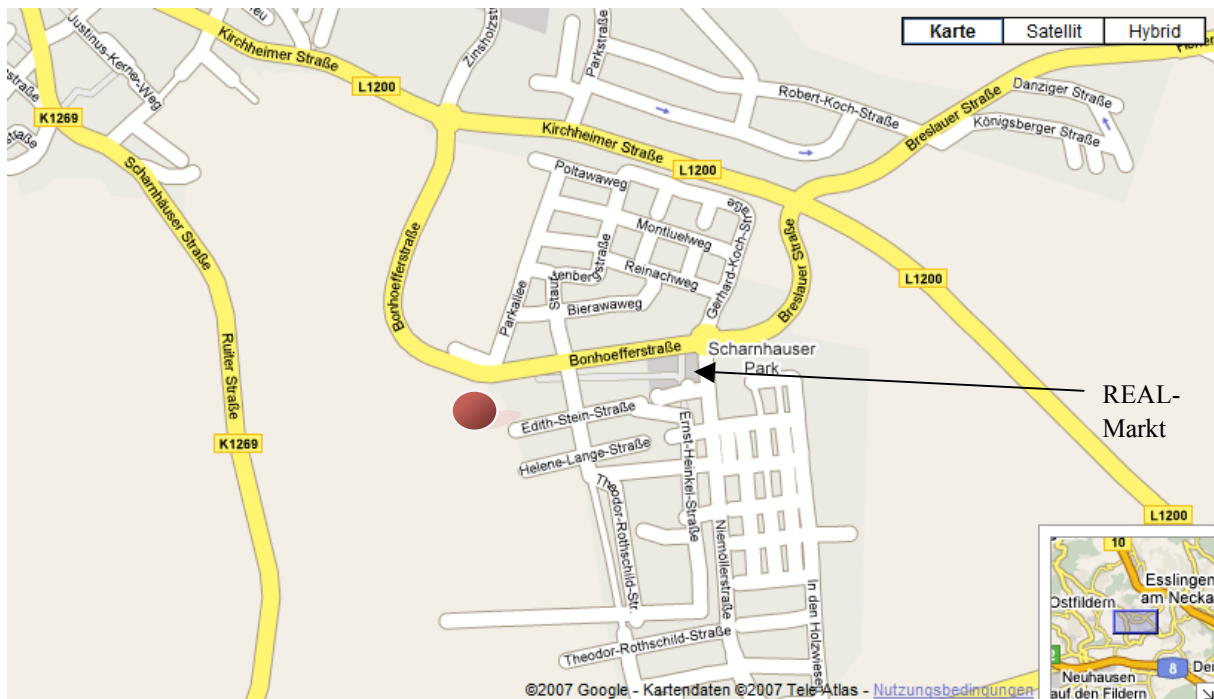 Karte
Satellit
Hybrid
Justinus-Kerner-Weg
Kirchheimer Straße
Zinsholzstr
Parkstraße
Danziger Straße
Königsberger Straße
Robert-Koch-Straße
Breslauer Straße
L1200
K1269
Kirchheimer Straße
L1200
Scharnhäuser Straße
Poltawaweg
Montluelweg
Reinachweg
Gerhard-Koch-Straße
Bierawaweg
Parkallee
Bonhoefferstraße
Breslauer Straße
L1200
Ruiter Straße
Bonhoefferstraße
Scharnhauser
Park
REAL-
Markt
Edith-Stein-Straße
Helene-Lange-Straße
Ernst-Heinkel-Straße
K1269
Theodor-Rothschild-Str.
Niemöllerstraße
L1200
In den Holzwiesen
Theodor-Rothschild-Straße
10
Esslingen
am Necka
Ostfildern
8
Neuhausen
auf den Fildern
©2007 Google - Kartendaten ©2007 Tele Atlas - Nutzungsbedingungen